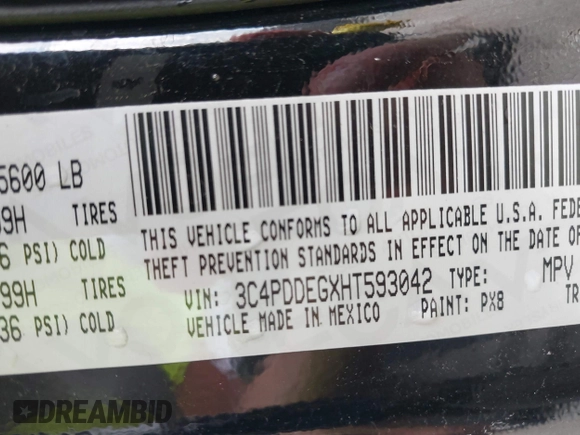 5600 LB
99H TIRES
6 PSI) COLD
99H TIRES
36 PSI) COLD
THIS VEHICLE CONFORMS TO ALL APPLICABLE U.S.A. FEDE
THEFT PREVENTION STANDARDS IN EFFECT ON THE DATE OF
VIN: 3C4PDDEGXHT593042 TYPE: MPV
VEHICLE MADE IN MEXICO PAINT: PX8 TR
DREAMBID